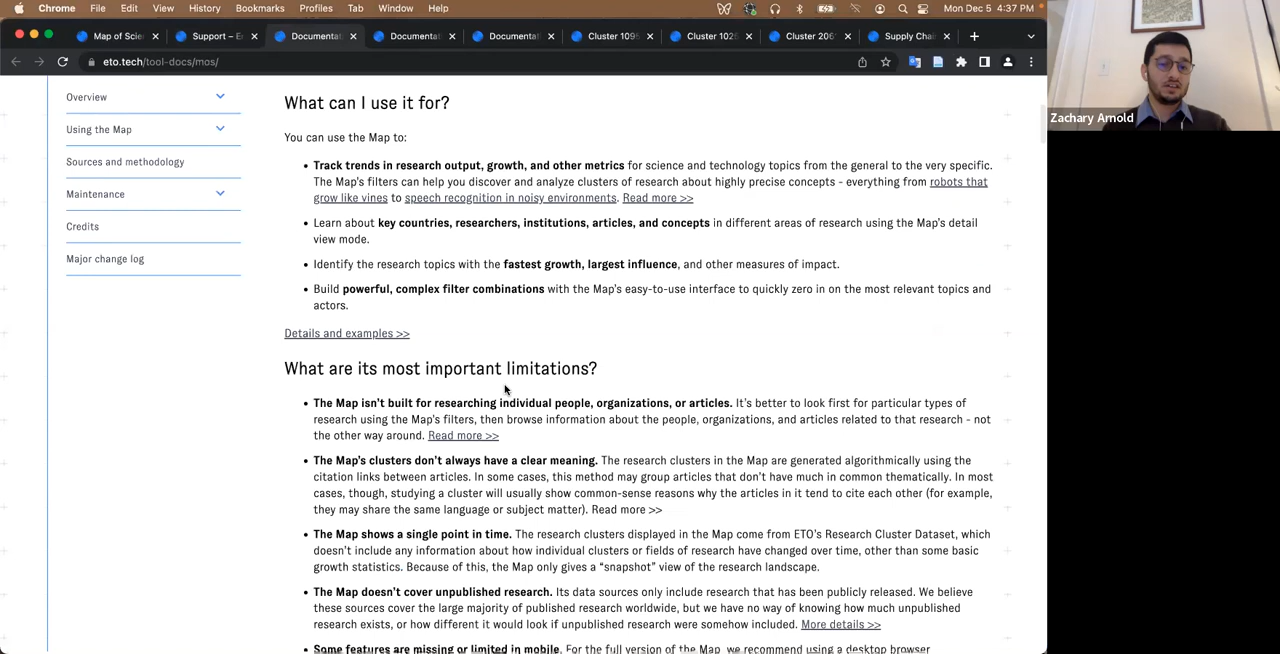 Chrome File Edit View History Bookmarks Profiles Tab Window Help Mon Dec 5 4:37 PM
Map of Scie Support – E Documenta Documenta Documenta Cluster 1095 Cluster 1025 Cluster 206 Supply Chai
eto.tech/tool-docs/mos/
Zachary Arnold
Overview
Using the Map
Sources and methodology
Maintenance
Credits
Major change log
What can I use it for?
You can use the Map to:
• Track trends in research output, growth, and other metrics for science and technology topics from the general to the very specific.
The Map's filters can help you discover and analyze clusters of research about highly precise concepts - everything from robots that
grow like vines to speech recognition in noisy environments. Read more >>
• Learn about key countries, researchers, institutions, articles, and concepts in different areas of research using the Map's detail
view mode.
• Identify the research topics with the fastest growth, largest influence, and other measures of impact.
• Build powerful, complex filter combinations with the Map's easy-to-use interface to quickly zero in on the most relevant topics and
actors.
Details and examples >>
What are its most important limitations?
• The Map isn't built for researching individual people, organizations, or articles. It's better to look first for particular types of
research using the Map's filters, then browse information about the people, organizations, and articles related to that research - not
the other way around. Read more >>
• The Map's clusters don't always have a clear meaning. The research clusters in the Map are generated algorithmically using the
citation links between articles. In some cases, this method may group articles that don't have much in common thematically. In most
cases, though, studying a cluster will usually show common-sense reasons why the articles in it tend to cite each other (for example,
they may share the same language or subject matter). Read more >>
• The Map shows a single point in time. The research clusters displayed in the Map come from ETO's Research Cluster Dataset, which
doesn't include any information about how individual clusters or fields of research have changed over time, other than some basic
growth statistics. Because of this, the Map only gives a “snapshot” view of the research landscape.
• The Map doesn't cover unpublished research. Its data sources only include research that has been publicly released. We believe
these sources cover the large majority of published research worldwide, but we have no way of knowing how much unpublished
research exists, or how different it would look if unpublished research were somehow included. More details >>
• Some features are missing or limited in mobile. For the full version of the Map, we recommend using a desktop browser